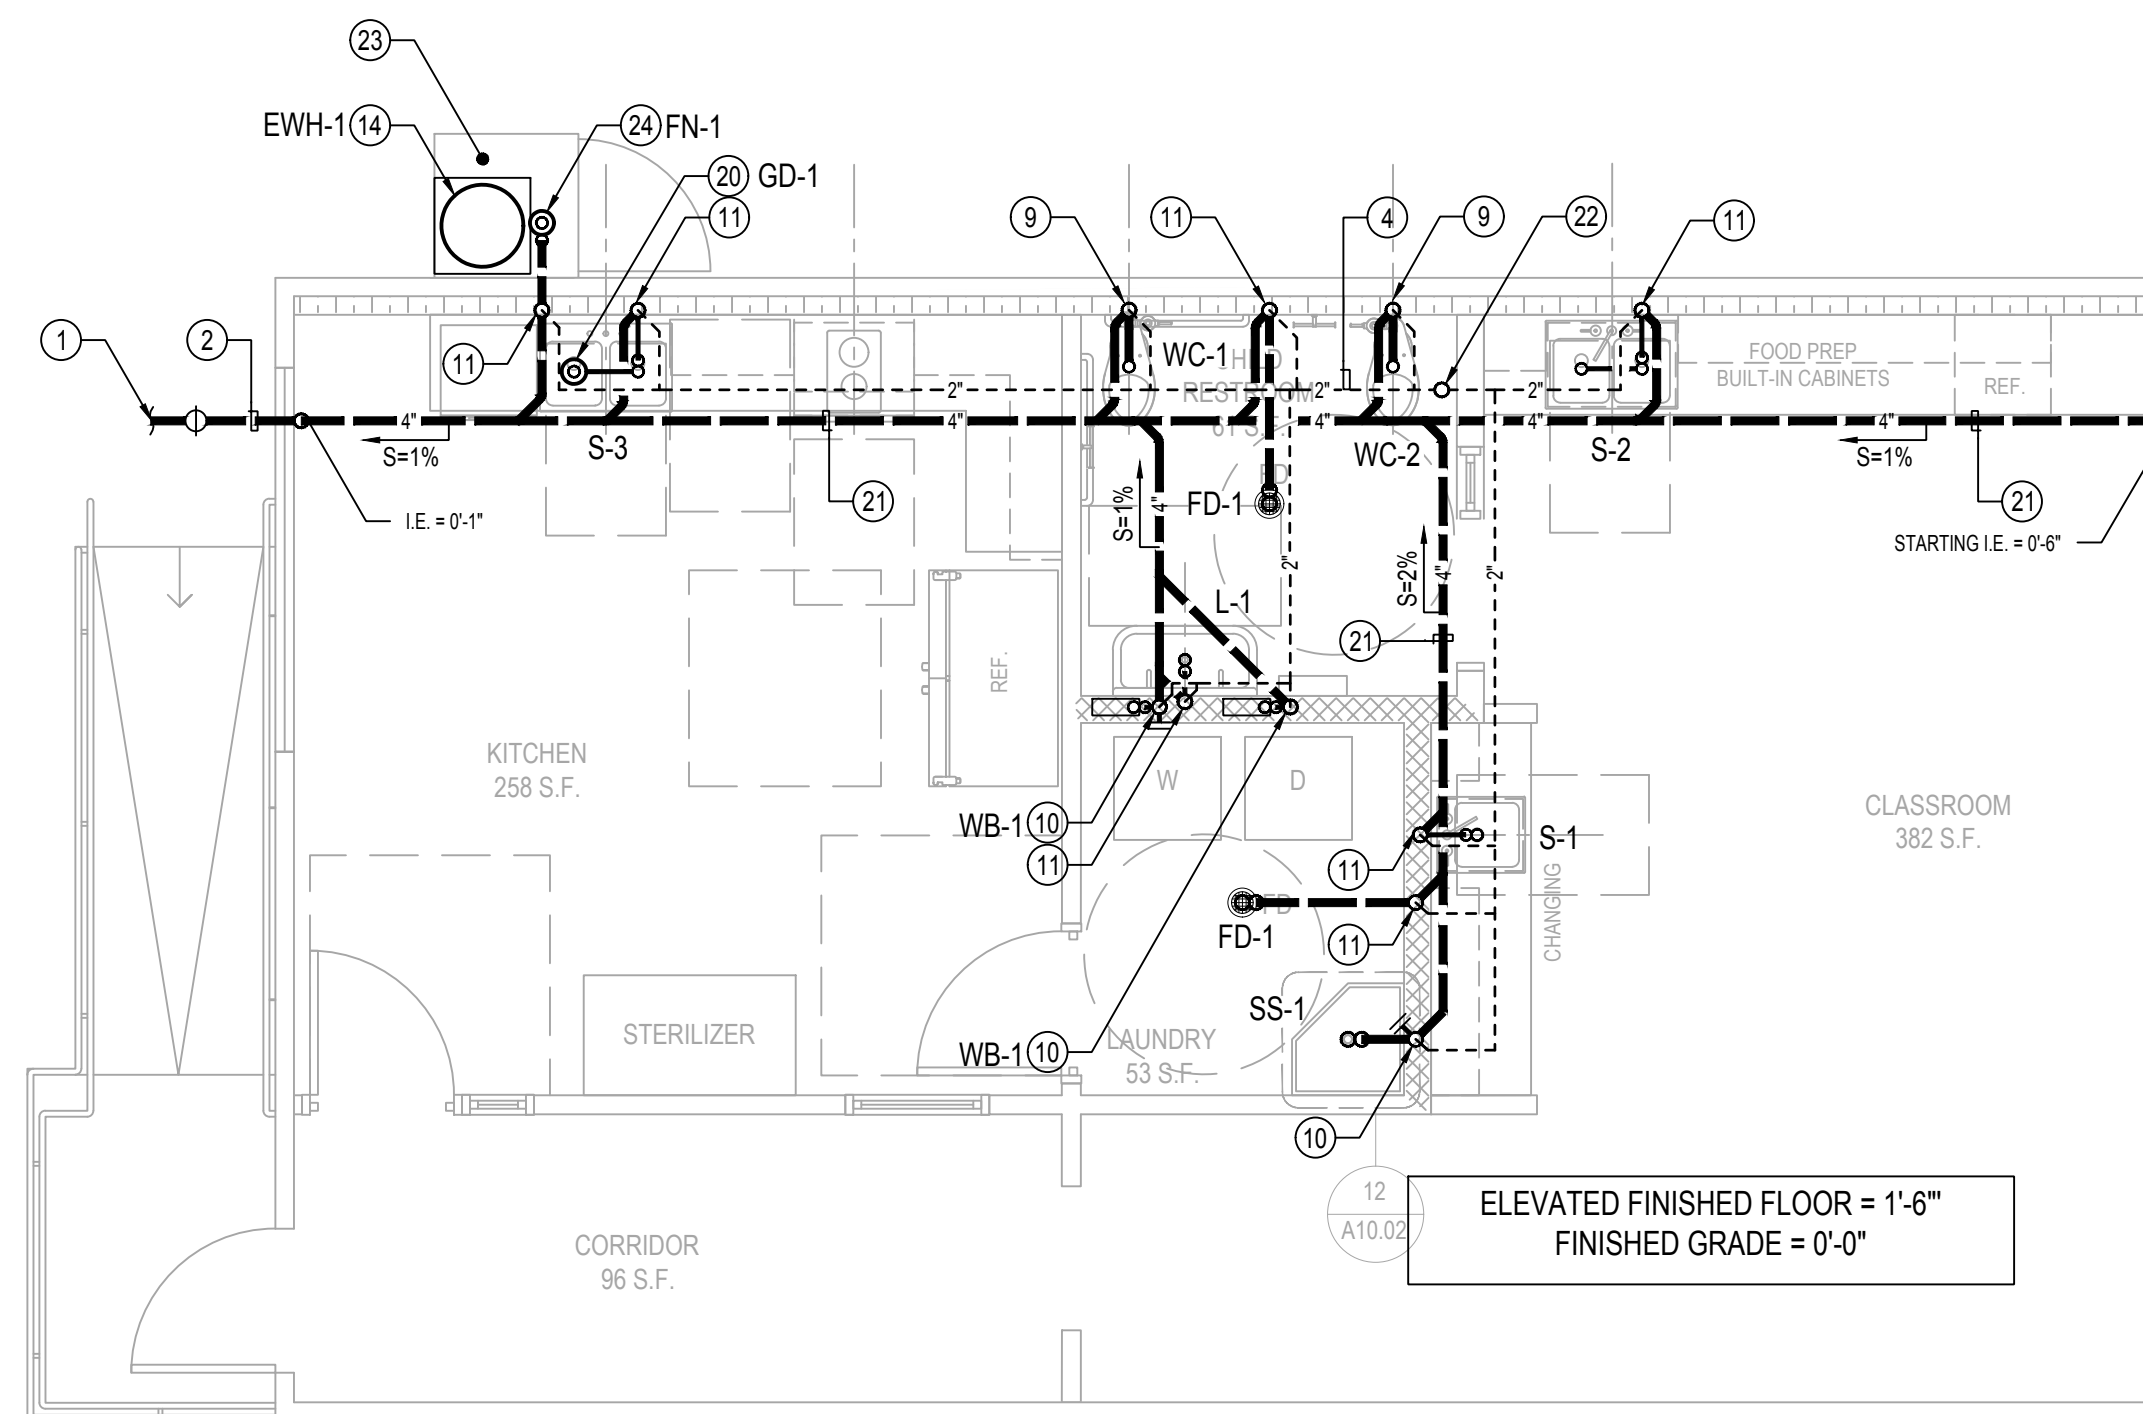 23
EWH-1 14
24 FN-1
20 GD-1
11
9
11
4
9
22
11
1
2
11
WC-1
CHILD
RESTROOM
61 S.F.
FOOD PREP
BUILT-IN CABINETS
REF.
2"
2"
2"
4"
4"
4"
4"
4"
S=1%
S-3
WC-2
S-2
S=1%
FD
FD-1
I.E. = 0'-1"
21
21
STARTING I.E. = 0'-6"
S=1%
4"
2"
S=2%
4"
2"
L-1
21
REF.
KITCHEN
258 S.F.
W
D
CLASSROOM
382 S.F.
WB-1 10
11
S-1
11
CHANGING
FD
FD-1
11
SS-1
STERILIZER
LAUNDRY
53 S.F.
WB-1 10
10
12
A10.02
ELEVATED FINISHED FLOOR = 1'-6'"
FINISHED GRADE = 0'-0"
CORRIDOR
96 S.F.